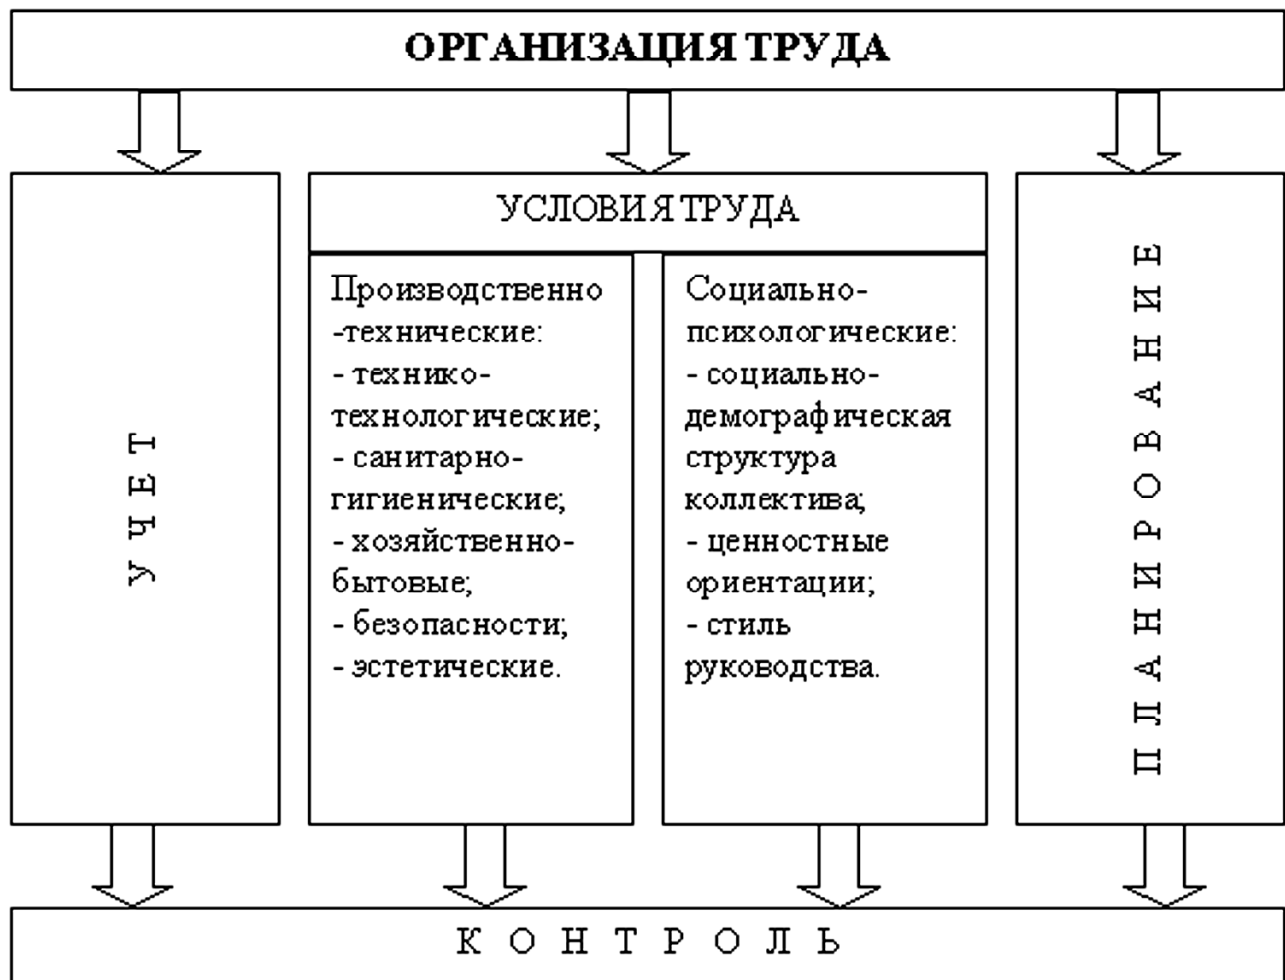 ОРГАНИЗАЦИЯ ТРУДА
УЧЕТ
УСЛОВИЯ ТРУДА
Производственно
-технические:
- технико-
технологические;
- санитарно-
гигиенические;
- хозяйственно-
бытовые;
- безопасности;
- эстетические.
Социально-
психологические:
- социально-
демографическая
структура
коллектива;
- ценностные
ориентации;
- стиль
руководства.
ПЛАНИРОВАНИЕ
КОНТРОЛЬ